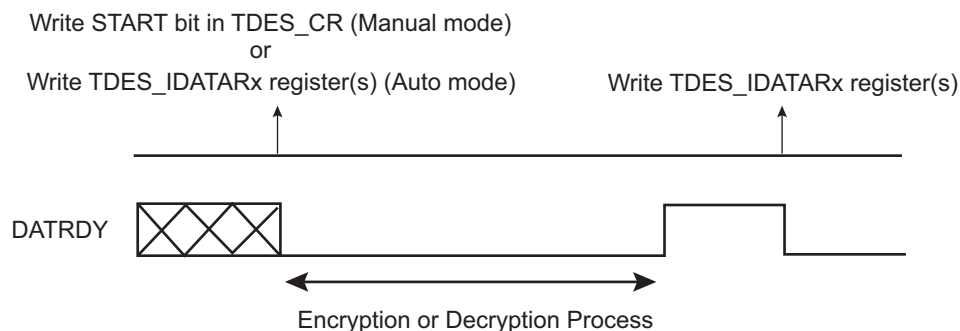 Write START bit in TDES_CR (Manual mode)
or
Write TDES_IDATARx register(s) (Auto mode)
Write TDES_IDATARx register(s)
DATRDY
Encryption or Decryption Process